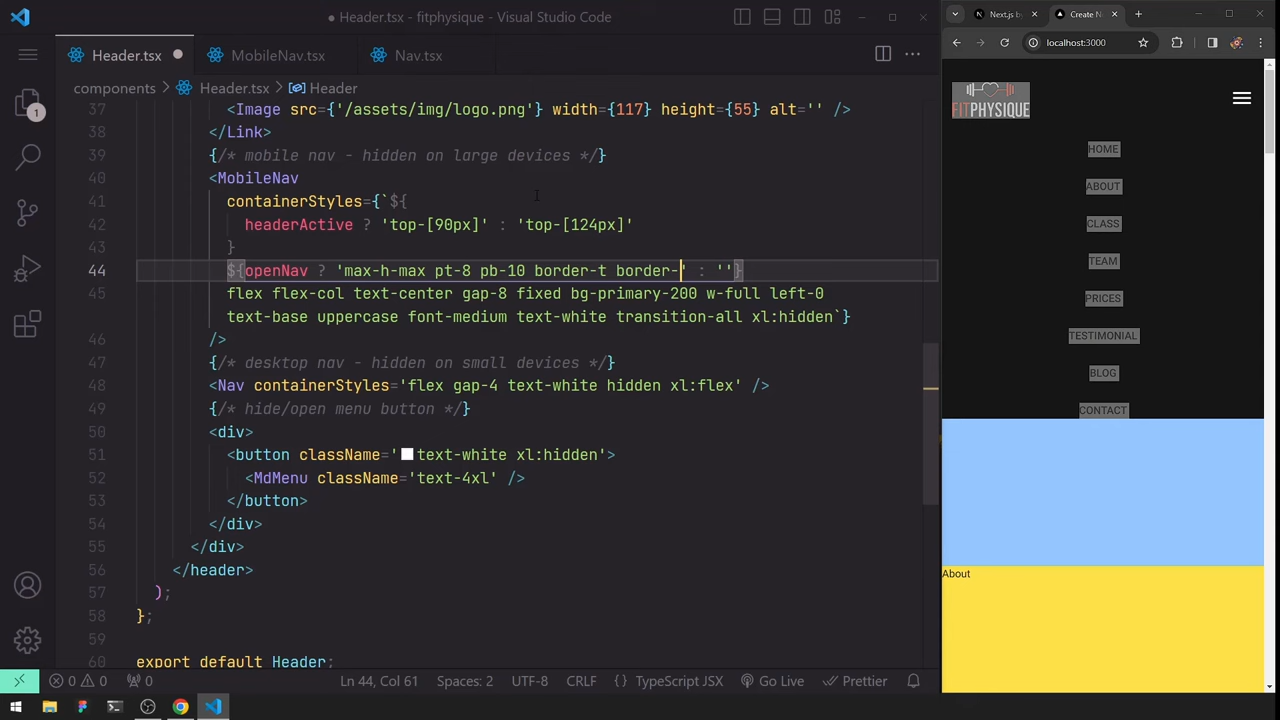 ● Header.tsx - fitphysique - Visual Studio Code
Header.tsx ●
MobileNav.tsx
Nav.tsx
components > Header.tsx > Header
37 <Image src={'/assets/img/logo.png'} width={117} height={55} alt='' />
38 </Link>
39 {/* mobile nav - hidden on large devices */}
40 <MobileNav
41 containerStyles={`${
42 headerActive ? 'top-[90px]' : 'top-[124px]'
43 }
44 ${openNav ? 'max-h-max pt-8 pb-10 border-t border-' : ''}
45 flex flex-col text-center gap-8 fixed bg-primary-200 w-full left-0
text-base uppercase font-medium text-white transition-all xl:hidden`}
46 />
47 {/* desktop nav - hidden on small devices */}
48 <Nav containerStyles='flex gap-4 text-white hidden xl:flex' />
49 {/* hide/open menu button */}
50 <div>
51 <button className='text-white xl:hidden'>
52 <MdMenu className='text-4xl' />
53 </button>
54 </div>
55 </div>
56 </header>
57 );
58 };
59
60 export default Header;
1
0 0 0 Ln 44, Col 61 Spaces: 2 UTF-8 CRLF {} TypeScript JSX Go Live Prettier
Next.js b
Create N
localhost:3000
FITPHYSIQUE
HOME
ABOUT
CLASS
TEAM
PRICES
TESTIMONIAL
BLOG
CONTACT
About